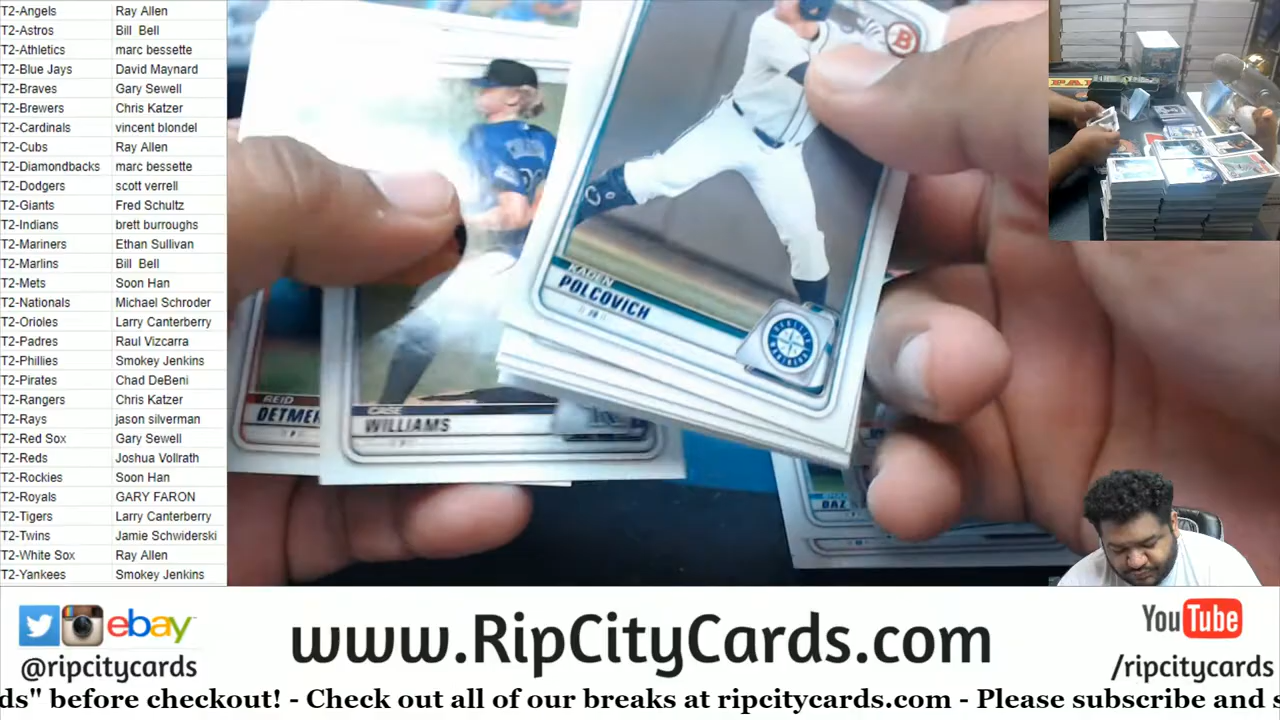 T2-Angels Ray Allen
T2-Astros Bill Bell
T2-Athletics marc bessette
T2-Blue Jays David Maynard
T2-Braves Gary Sewell
T2-Brewers Chris Katzer
T2-Cardinals vincent blondel
T2-Cubs Ray Allen
T2-Diamondbacks marc bessette
T2-Dodgers scott verrell
T2-Giants Fred Schultz
T2-Indians brett burroughs
T2-Mariners Ethan Sullivan
T2-Marlins Bill Bell
T2-Mets Soon Han
T2-Nationals Michael Schroder
T2-Orioles Larry Canterberry
T2-Padres Raul Vizcarra
T2-Phillies Smokey Jenkins
T2-Pirates Chad DeBeni
T2-Rangers Chris Katzer
T2-Rays jason silverman
T2-Red Sox Gary Sewell
T2-Reds Joshua Vollrath
T2-Rockies Soon Han
T2-Royals GARY FARON
T2-Tigers Larry Canterberry
T2-Twins Jamie Schwiderski
T2-White Sox Ray Allen
T2-Yankees Smokey Jenkins
B
KADEN
POLCOVICH
REID
DETMER
CASE
WILLIAMS
DAZ
ebay
@ripcitycards
www.RipCityCards.com
YouTube
/ripcitycards
ds" before checkout! - Check out all of our breaks at ripcitycards.com - Please subscribe and s